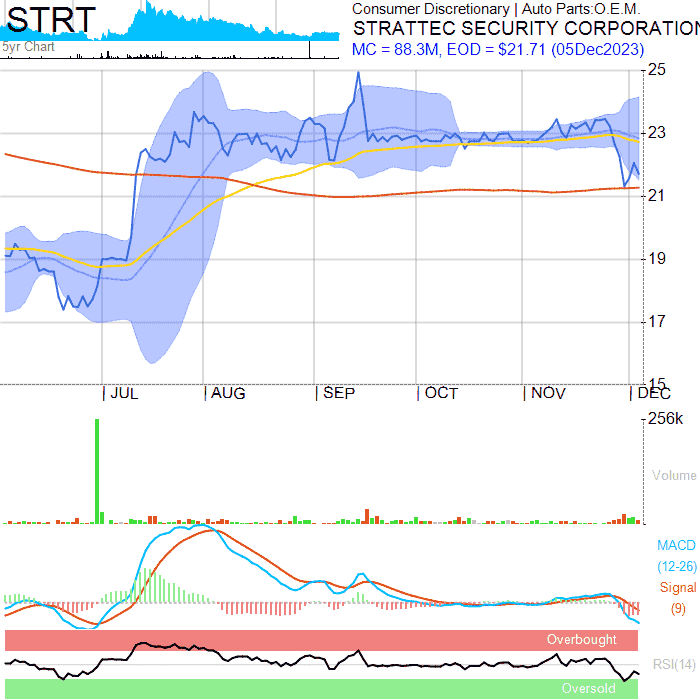 STRT
5yr Chart
Consumer Discretionary | Auto Parts:O.E.M.
STRATTEC SECURITY CORPORATION
MC = 88.3M, EOD = $21.71 (05Dec2023)
25
23
21
19
17
15
JUL AUG SEP OCT NOV DEC
256k
Volume
MACD
(12-26)
Signal
(9)
Overbought
RSI(14)
Oversold